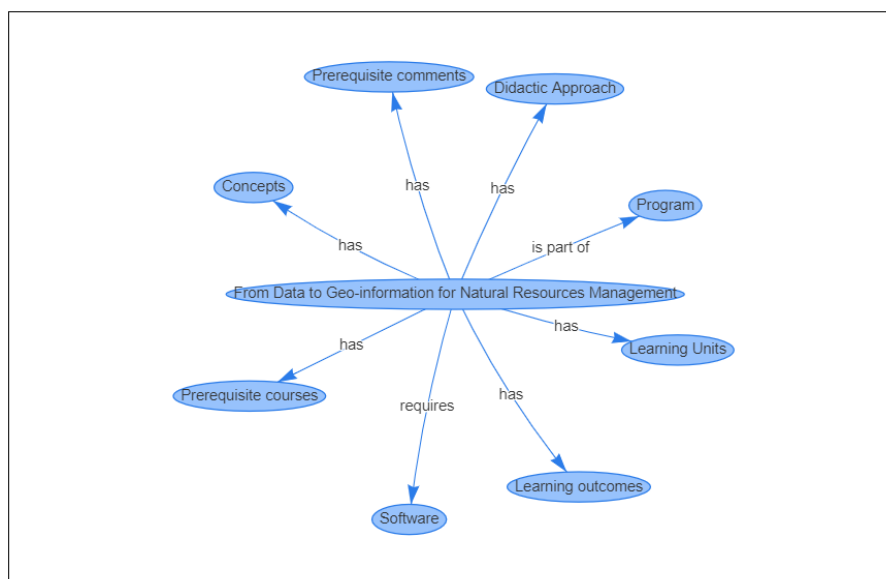 Prerequisite comments
Didactic Approach
has
has
Concepts
Program
has
is part of
From Data to Geo-information for Natural Resources Management
has
has
Learning Units
Prerequisite courses
requires
has
Learning outcomes
Software